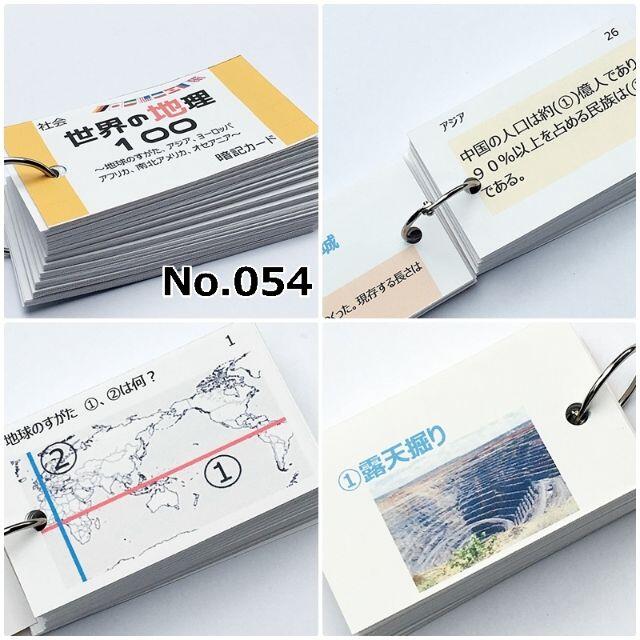 社会
世界の地理
100
～地球のすがた、アジア、ヨーロッパ
アフリカ、南北アメリカ、オセアニア～
暗記カード
No.054
26
アジア
中国の人口は約(①)億人であり
90%以上を占める民族は(
である。
城
くった。現存する長さは
1
地球のすがた ①、②は何？
②
①
①露天掘り